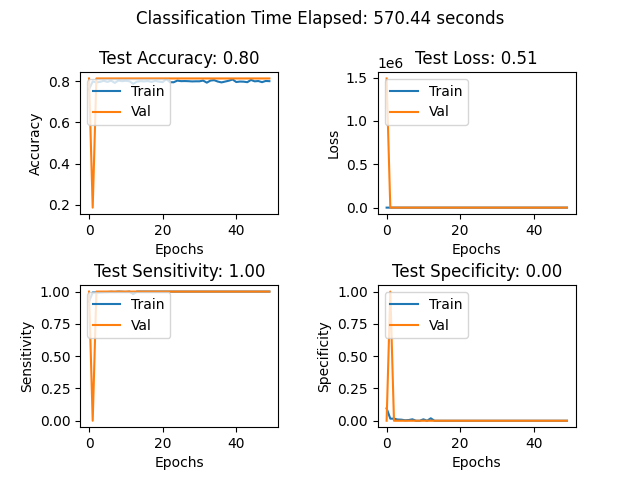 Classification Time Elapsed: 570.44 seconds
Test Accuracy: 0.80
Accuracy
0.8
0.6
0.4
0.2
Train
Val
0
20
40
Epochs
Test Loss: 0.51
1e6
Loss
1.5
1.0
0.5
0.0
Train
Val
0
20
40
Epochs
Test Sensitivity: 1.00
Sensitivity
1.00
0.75
0.50
0.25
0.00
Train
Val
0
20
40
Epochs
Test Specificity: 0.00
Specificity
1.00
0.75
0.50
0.25
0.00
Train
Val
0
20
40
Epochs